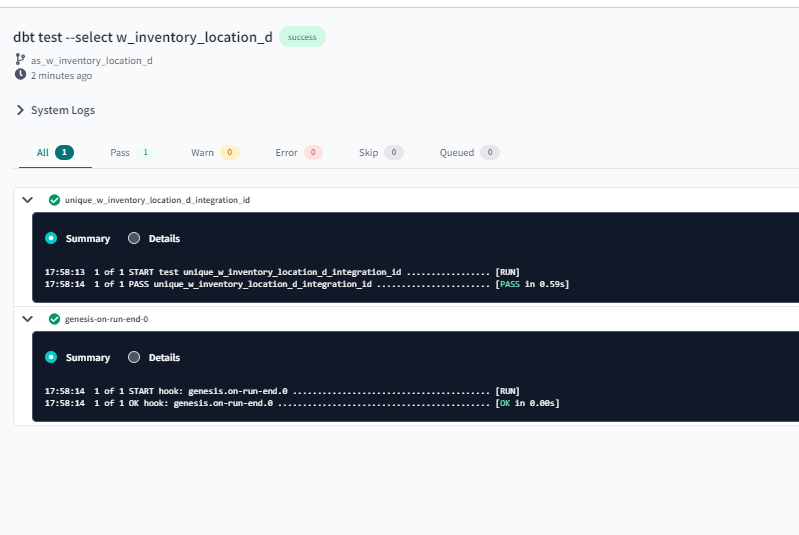 dbt test --select w_inventory_location_d success
as_w_inventory_location_d
2 minutes ago
System Logs
All 1 Pass 1 Warn 0 Error 0 Skip 0 Queued 0
unique_w_inventory_location_d_integration_id
Summary Details
17:58:13 1 of 1 START test unique_w_inventory_location_d_integration_id ................. [RUN]
17:58:14 1 of 1 PASS unique_w_inventory_location_d_integration_id ....................... [PASS in 0.59s]
genesis-on-run-end-0
Summary Details
17:58:14 1 of 1 START hook: genesis.on-run-end.0 ........................................ [RUN]
17:58:14 1 of 1 OK hook: genesis.on-run-end.0 ........................................... [OK in 0.00s]